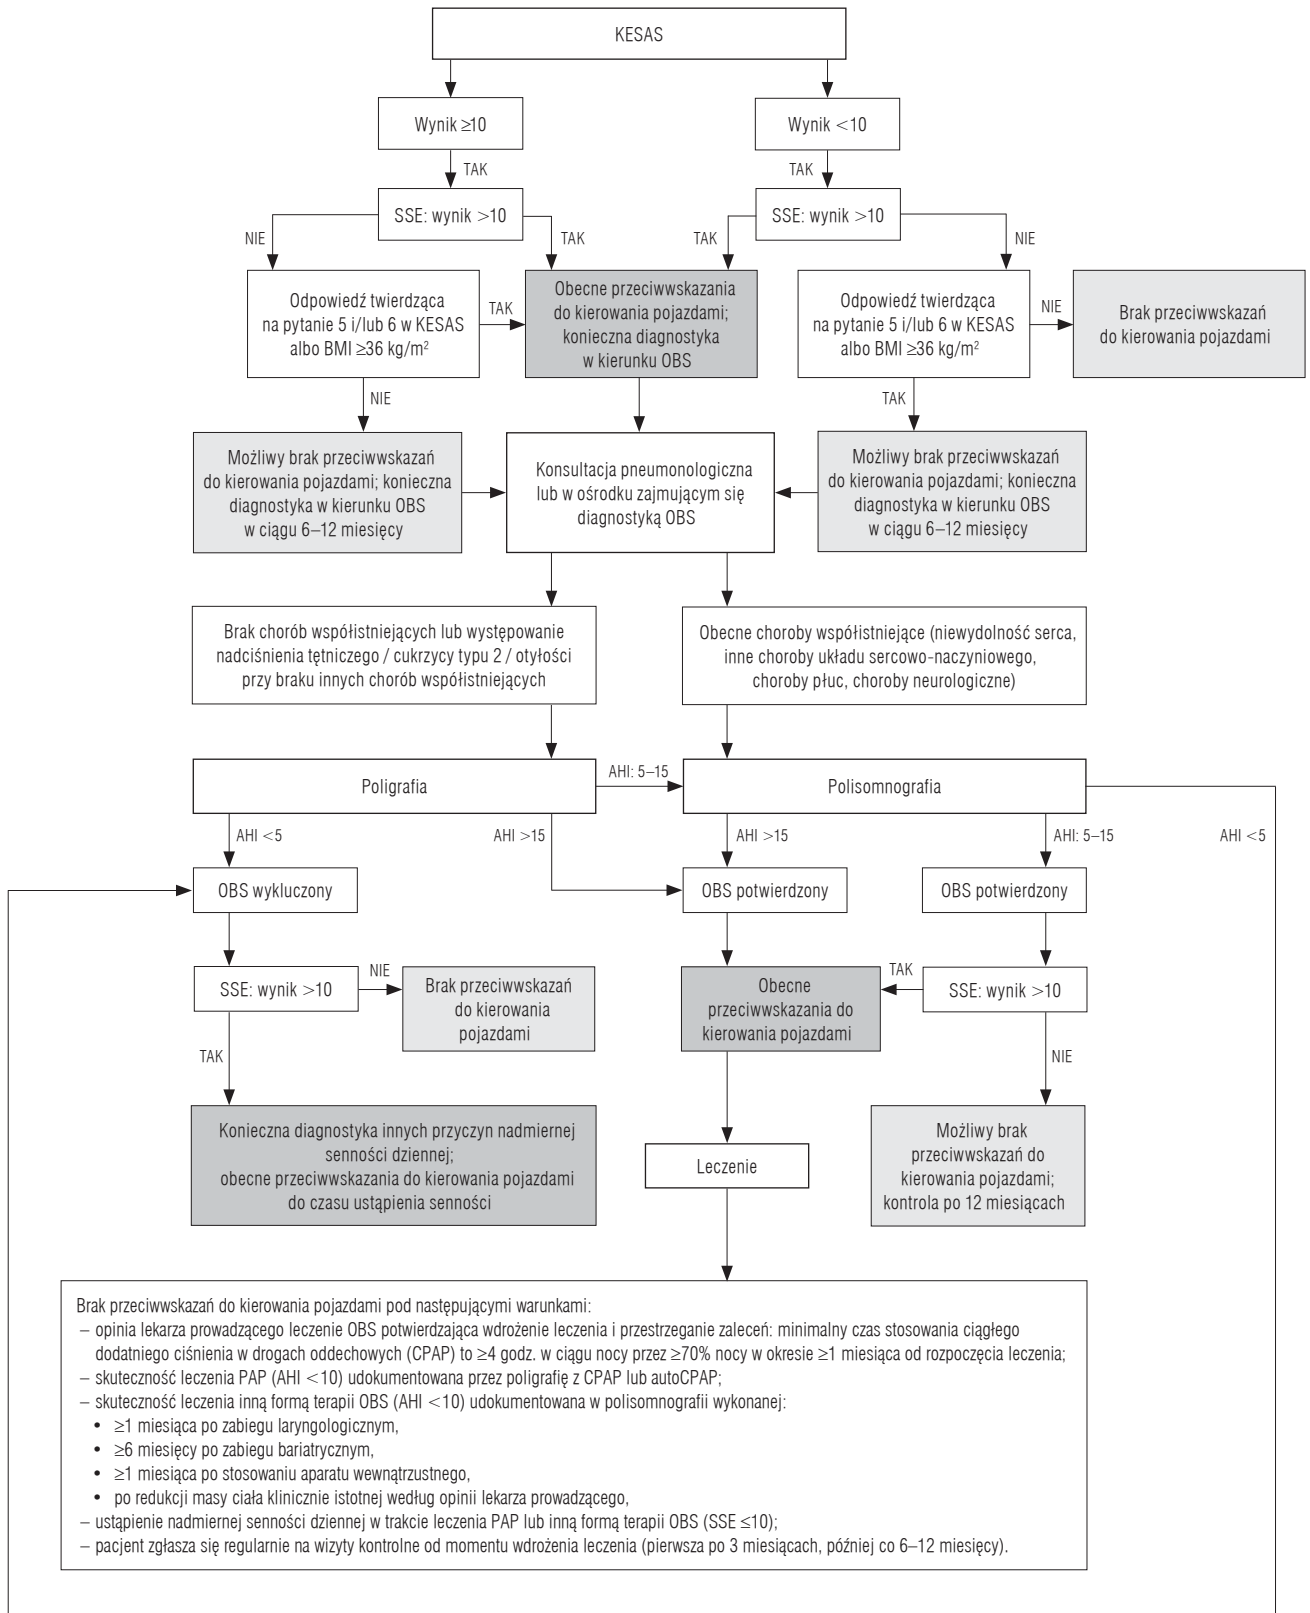 KESAS
Wynik ≥10
Wynik <10
TAK
TAK
SSE: wynik >10
SSE: wynik >10
NIE
TAK
TAK
NIE
Odpowiedź twierdząca
na pytanie 5 i/lub 6 w KESAS
albo BMI ≥36 kg/m²
TAK
Obecne przeciwwskazania
do kierowania pojazdami;
konieczna diagnostyka
w kierunku OBS
Odpowiedź twierdząca
na pytanie 5 i/lub 6 w KESAS
albo BMI ≥36 kg/m²
NIE
Brak przeciwwskazań
do kierowania pojazdami
NIE
TAK
Możliwy brak przeciwwskazań
do kierowania pojazdami; konieczna
diagnostyka w kierunku OBS
w ciągu 6–12 miesięcy
Konsultacja pneumonologiczna
lub w ośrodku zajmującym się
diagnostyką OBS
Możliwy brak przeciwwskazań
do kierowania pojazdami; konieczna
diagnostyka w kierunku OBS
w ciągu 6–12 miesięcy
Brak chorób współistniejących lub występowanie
nadciśnienia tętniczego / cukrzycy typu 2 / otyłości
przy braku innych chorób współistniejących
Obecne choroby współistniejące (niewydolność serca,
inne choroby układu sercowo-naczyniowego,
choroby płuc, choroby neurologiczne)
Poligrafia
AHI: 5–15
Polisomnografia
AHI <5
AHI >15
AHI >15
AHI: 5–15
AHI <5
OBS wykluczony
OBS potwierdzony
OBS potwierdzony
SSE: wynik >10
NIE
Brak przeciwwskazań
do kierowania
pojazdami
Obecne
przeciwwskazania do
kierowania pojazdami
TAK
SSE: wynik >10
TAK
NIE
Konieczna diagnostyka innych przyczyn nadmiernej
senności dziennej;
obecne przeciwwskazania do kierowania pojazdami
do czasu ustąpienia senności
Leczenie
Możliwy brak
przeciwwskazań do
kierowania pojazdami;
kontrola po 12 miesiącach
Brak przeciwwskazań do kierowania pojazdami pod następującymi warunkami:
– opinia lekarza prowadzącego leczenie OBS potwierdzająca wdrożenie leczenia i przestrzeganie zaleceń: minimalny czas stosowania ciągłego
dodatniego ciśnienia w drogach oddechowych (CPAP) to ≥4 godz. w ciągu nocy przez ≥70% nocy w okresie ≥1 miesiąca od rozpoczęcia leczenia;
– skuteczność leczenia PAP (AHI <10) udokumentowana przez poligrafię z CPAP lub autoCPAP;
– skuteczność leczenia inną formą terapii OBS (AHI <10) udokumentowana w polisomnografii wykonanej:
• ≥1 miesiąca po zabiegu laryngologicznym,
• ≥6 miesięcy po zabiegu bariatrycznym,
• ≥1 miesiąca po stosowaniu aparatu wewnątrzustnego,
• po redukcji masy ciała klinicznie istotnej według opinii lekarza prowadzącego,
– ustąpienie nadmiernej senności dziennej w trakcie leczenia PAP lub inną formą terapii OBS (SSE ≤10);
– pacjent zgłasza się regularnie na wizyty kontrolne od momentu wdrożenia leczenia (pierwsza po 3 miesiącach, później co 6–12 miesięcy).